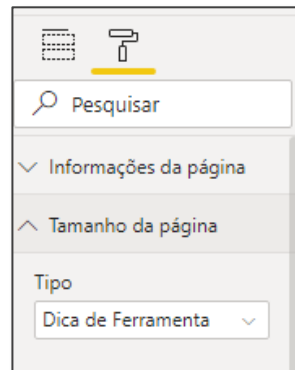 Pesquisar
Informações da página
Tamanho da página
Tipo
Dica de Ferramenta